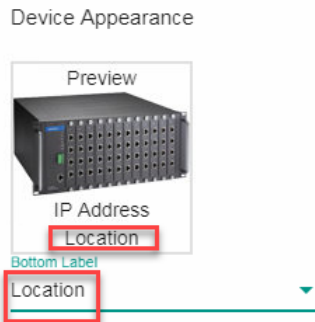 Device Appearance
Preview
IP Address
Location
Bottom Label
Location